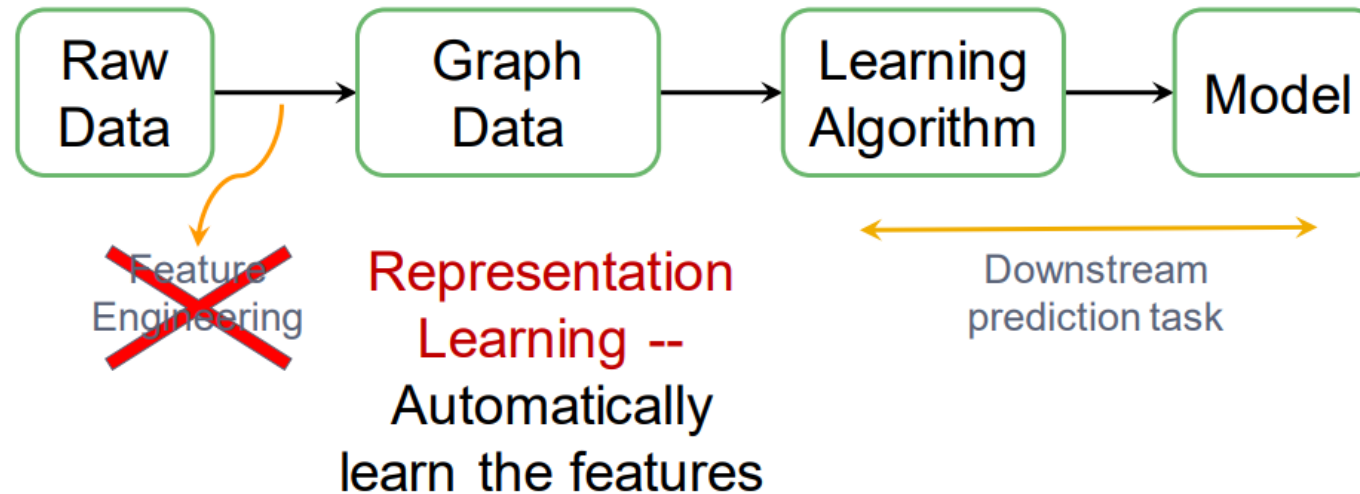 Raw
Data
Graph
Data
Learning
Algorithm
Model
Feature
Engineering
Representation
Learning --
Automatically
learn the features
Downstream
prediction task